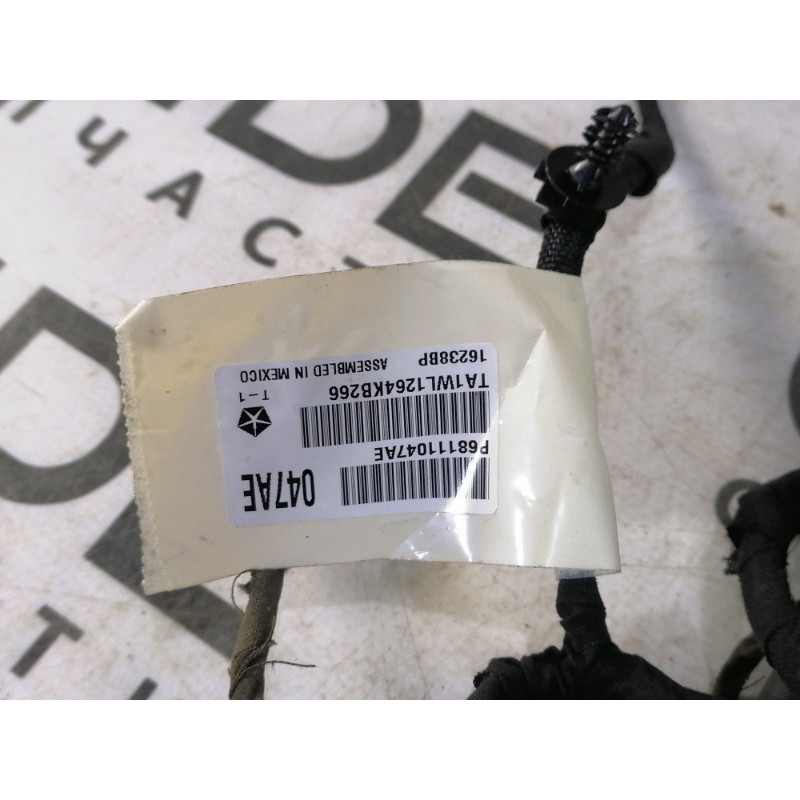 047AE
P68111047AE
TA1WL1264KB266
T-1
ASSEMBLED IN MEXICO
16238BP